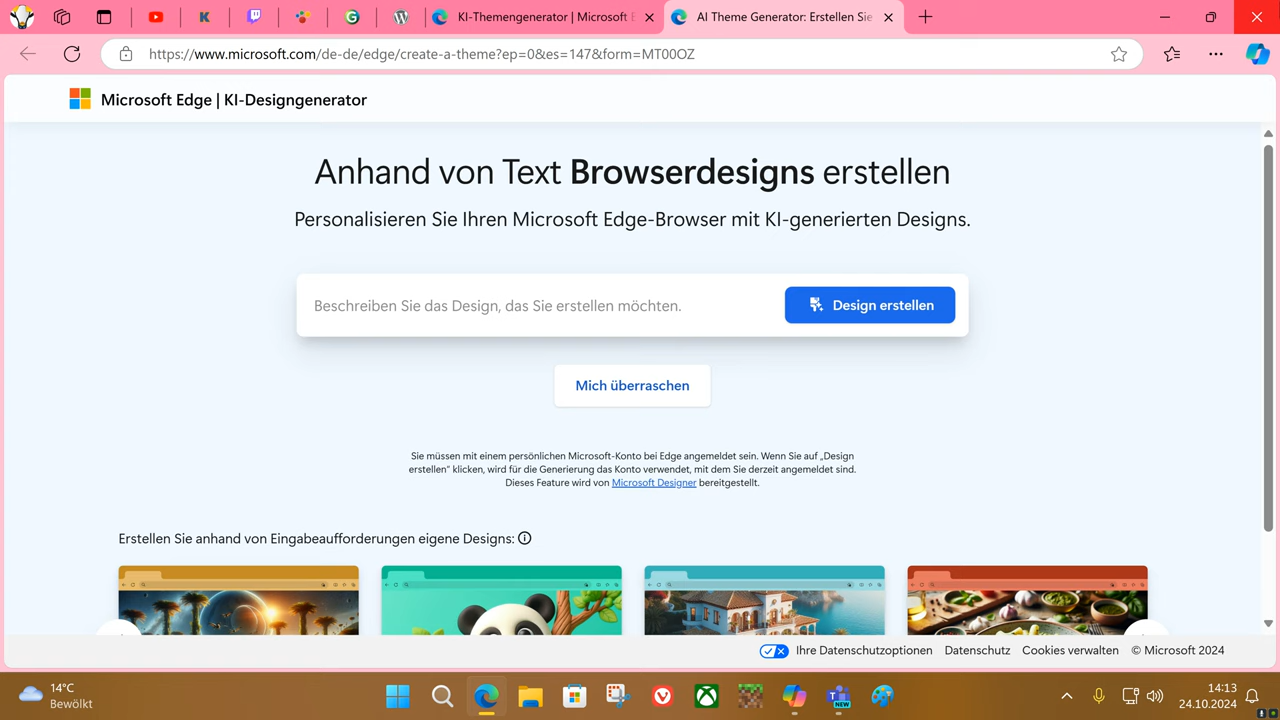 KI-Themengenerator | Microsoft E
AI Theme Generator: Erstellen Sie
https://www.microsoft.com/de-de/edge/create-a-theme?ep=0&es=147&form=MT00OZ
Microsoft Edge | KI-Designgenerator
Anhand von Text Browserdesigns erstellen
Personalisieren Sie Ihren Microsoft Edge-Browser mit KI-generierten Designs.
Beschreiben Sie das Design, das Sie erstellen möchten.
Design erstellen
Mich überraschen
Sie müssen mit einem persönlichen Microsoft-Konto bei Edge angemeldet sein. Wenn Sie auf „Design
erstellen“ klicken, wird für die Generierung das Konto verwendet, mit dem Sie derzeit angemeldet sind.
Dieses Feature wird von Microsoft Designer bereitgestellt.
Erstellen Sie anhand von Eingabeaufforderungen eigene Designs:
Ihre Datenschutzoptionen
Datenschutz
Cookies verwalten
© Microsoft 2024
14°C
Bewölkt
NEW
14:13
24.10.2024